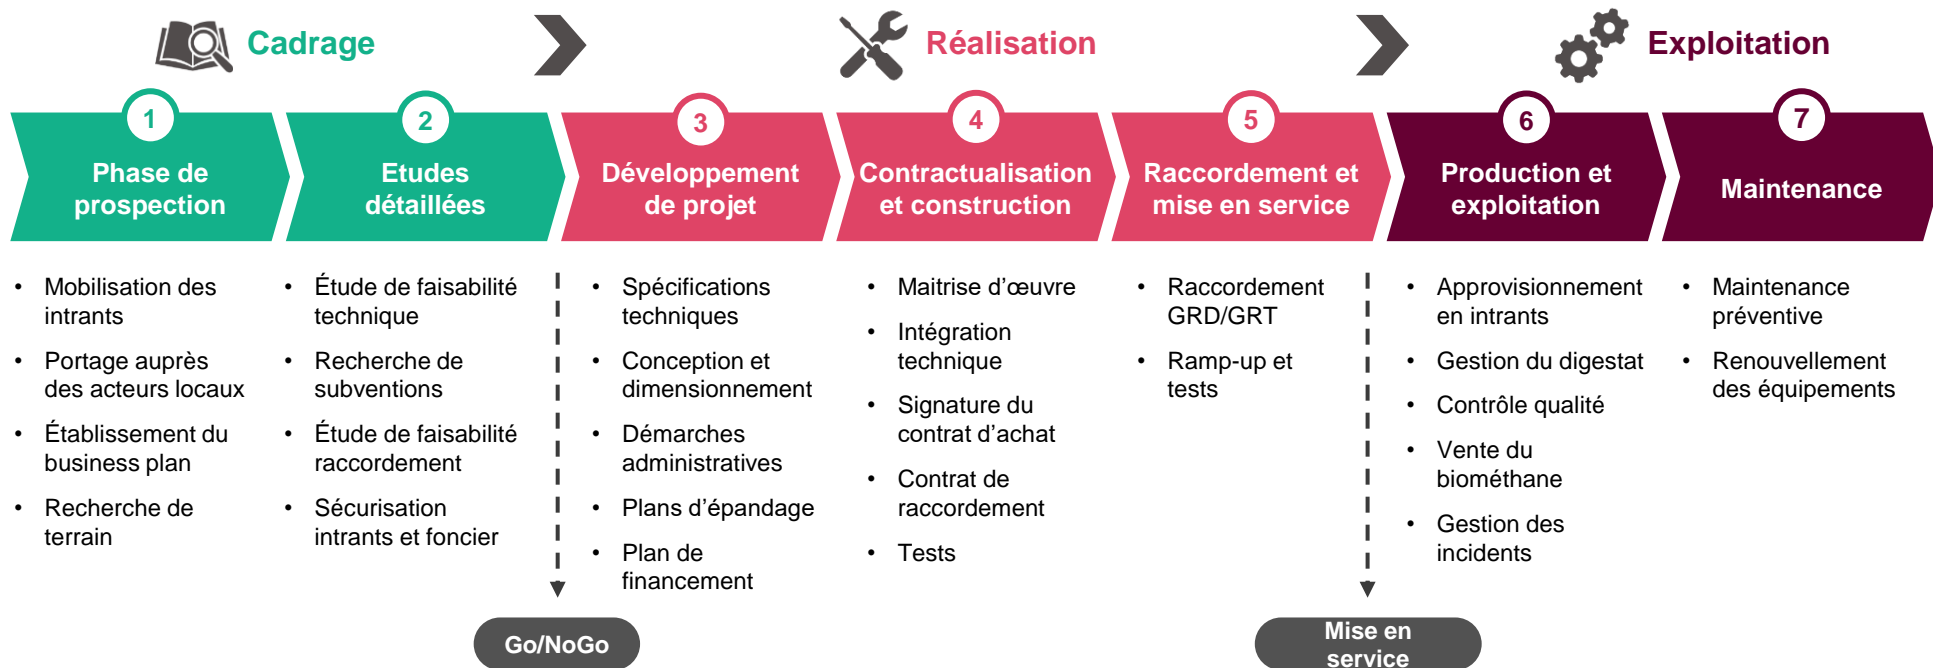 Cadrage
Réalisation
Exploitation
1
Phase de
prospection
2
Etudes
détaillées
3
Développement
de projet
4
Contractualisation
et construction
5
Raccordement et
mise en service
6
Production et
exploitation
7
Maintenance
• Mobilisation des
intrants
• Portage auprès
des acteurs locaux
• Établissement du
business plan
• Recherche de
terrain
• Étude de faisabilité
technique
• Recherche de
subventions
• Étude de faisabilité
raccordement
• Sécurisation
intrants et foncier
• Spécifications
techniques
• Conception et
dimensionnement
• Démarches
administratives
• Plans d’épandage
• Plan de
financement
• Maitrise d’œuvre
• Intégration
technique
• Signature du
contrat d’achat
• Contrat de
raccordement
• Tests
• Raccordement
GRD/GRT
• Ramp-up et
tests
• Approvisionnement
en intrants
• Gestion du digestat
• Contrôle qualité
• Vente du
biométhane
• Gestion des
incidents
• Maintenance
préventive
• Renouvellement
des équipements
Go/NoGo
Mise en
service